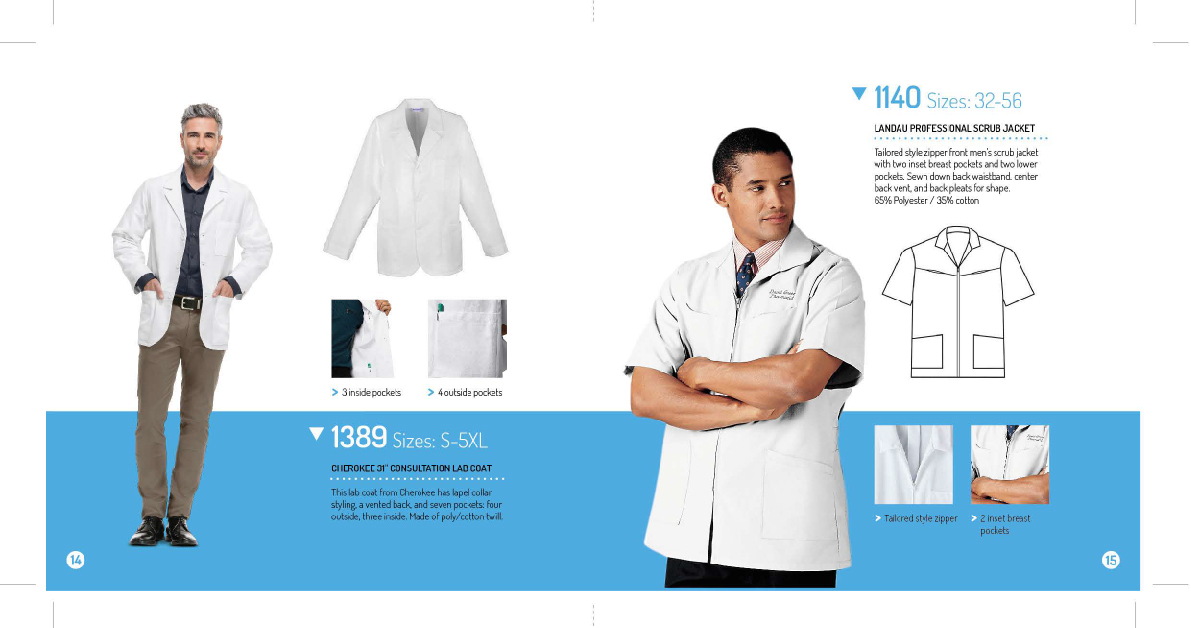 3 inside pockets
4 outside pockets
1389 Sizes: S-5XL
CHEROKEE 31" CONSULTATION LAB COAT
This lab coat from Cherokee has lapel collar
styling, a vented back, and seven pockets: four
outside, three inside. Made of poly/cotton twill.
14
1140 Sizes: 32-56
LANDAU PROFESSIONAL SCRUB JACKET
Tailored style zipper front men's scrub jacket
with two inset breast pockets and two lower
pockets. Sewn down back waistband, center
back vent, and back pleats for shape.
65% Polyester / 35% cotton
Tailored style zipper
2 inset breast
pockets
15